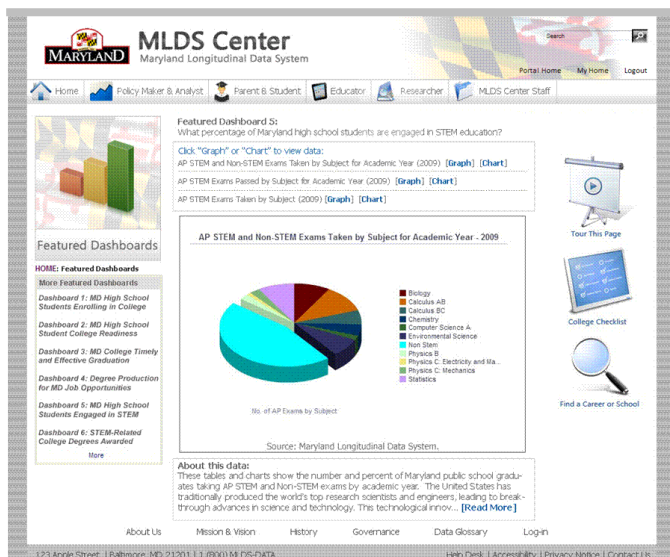 MARYLAND
MLDS Center
Maryland Longitudinal Data System
Search
Portal Home My Home Logout
Home Policy Maker & Analyst Parent & Student Educator Researcher MLDS Center Staff
Featured Dashboards
HOME: Featured Dashboards
More Featured Dashboards
Dashboard 1: MD High School
Students Enrolling in College
Dashboard 2: MD High School
Student College Readiness
Dashboard 3: MD College Timely
and Effective Graduation
Dashboard 4: Degree Production
for MD Job Opportunities
Dashboard 5: MD High School
Students Engaged in STEM
Dashboard 6: STEM-Related
College Degrees Awarded
More
Featured Dashboard 5:
What percentage of Maryland high school students are engaged in STEM education?
Click "Graph" or "Chart" to view data:
AP STEM and Non-STEM Exams Taken by Subject for Academic Year (2009) [Graph] [Chart]
AP STEM Exams Passed by Subject for Academic Year (2009) [Graph] [Chart]
AP STEM Exams Taken by Subject (2009) [Graph] [Chart]
AP STEM and Non-STEM Exams Taken by Subject for Academic Year - 2009
Biology
Calculus AB
Calculus BC
Chemistry
Computer Science A
Environmental Science
Non Stem
Physics B
Physics C: Electricity and Ma...
Physics C: Mechanics
Statistics
No. of AP Exams by Subject
Source: Maryland Longitudinal Data System.
About this data:
These tables and charts show the number and percent of Maryland public school gradu-
ates taking AP STEM and Non-STEM exams by academic year. The United States has
traditionally produced the world's top research scientists and engineers, leading to break-
through advances in science and technology. This technological innov... [Read More]
Tour This Page
College Checklist
Find a Career or School
About Us Mission & Vision History Governance Data Glossary Log-in
123 Apple Street | Baltimore, MD 21201 | 1 (800) MLDS-DATA
Help Desk | Accessibility | Privacy Notice | Contact Us